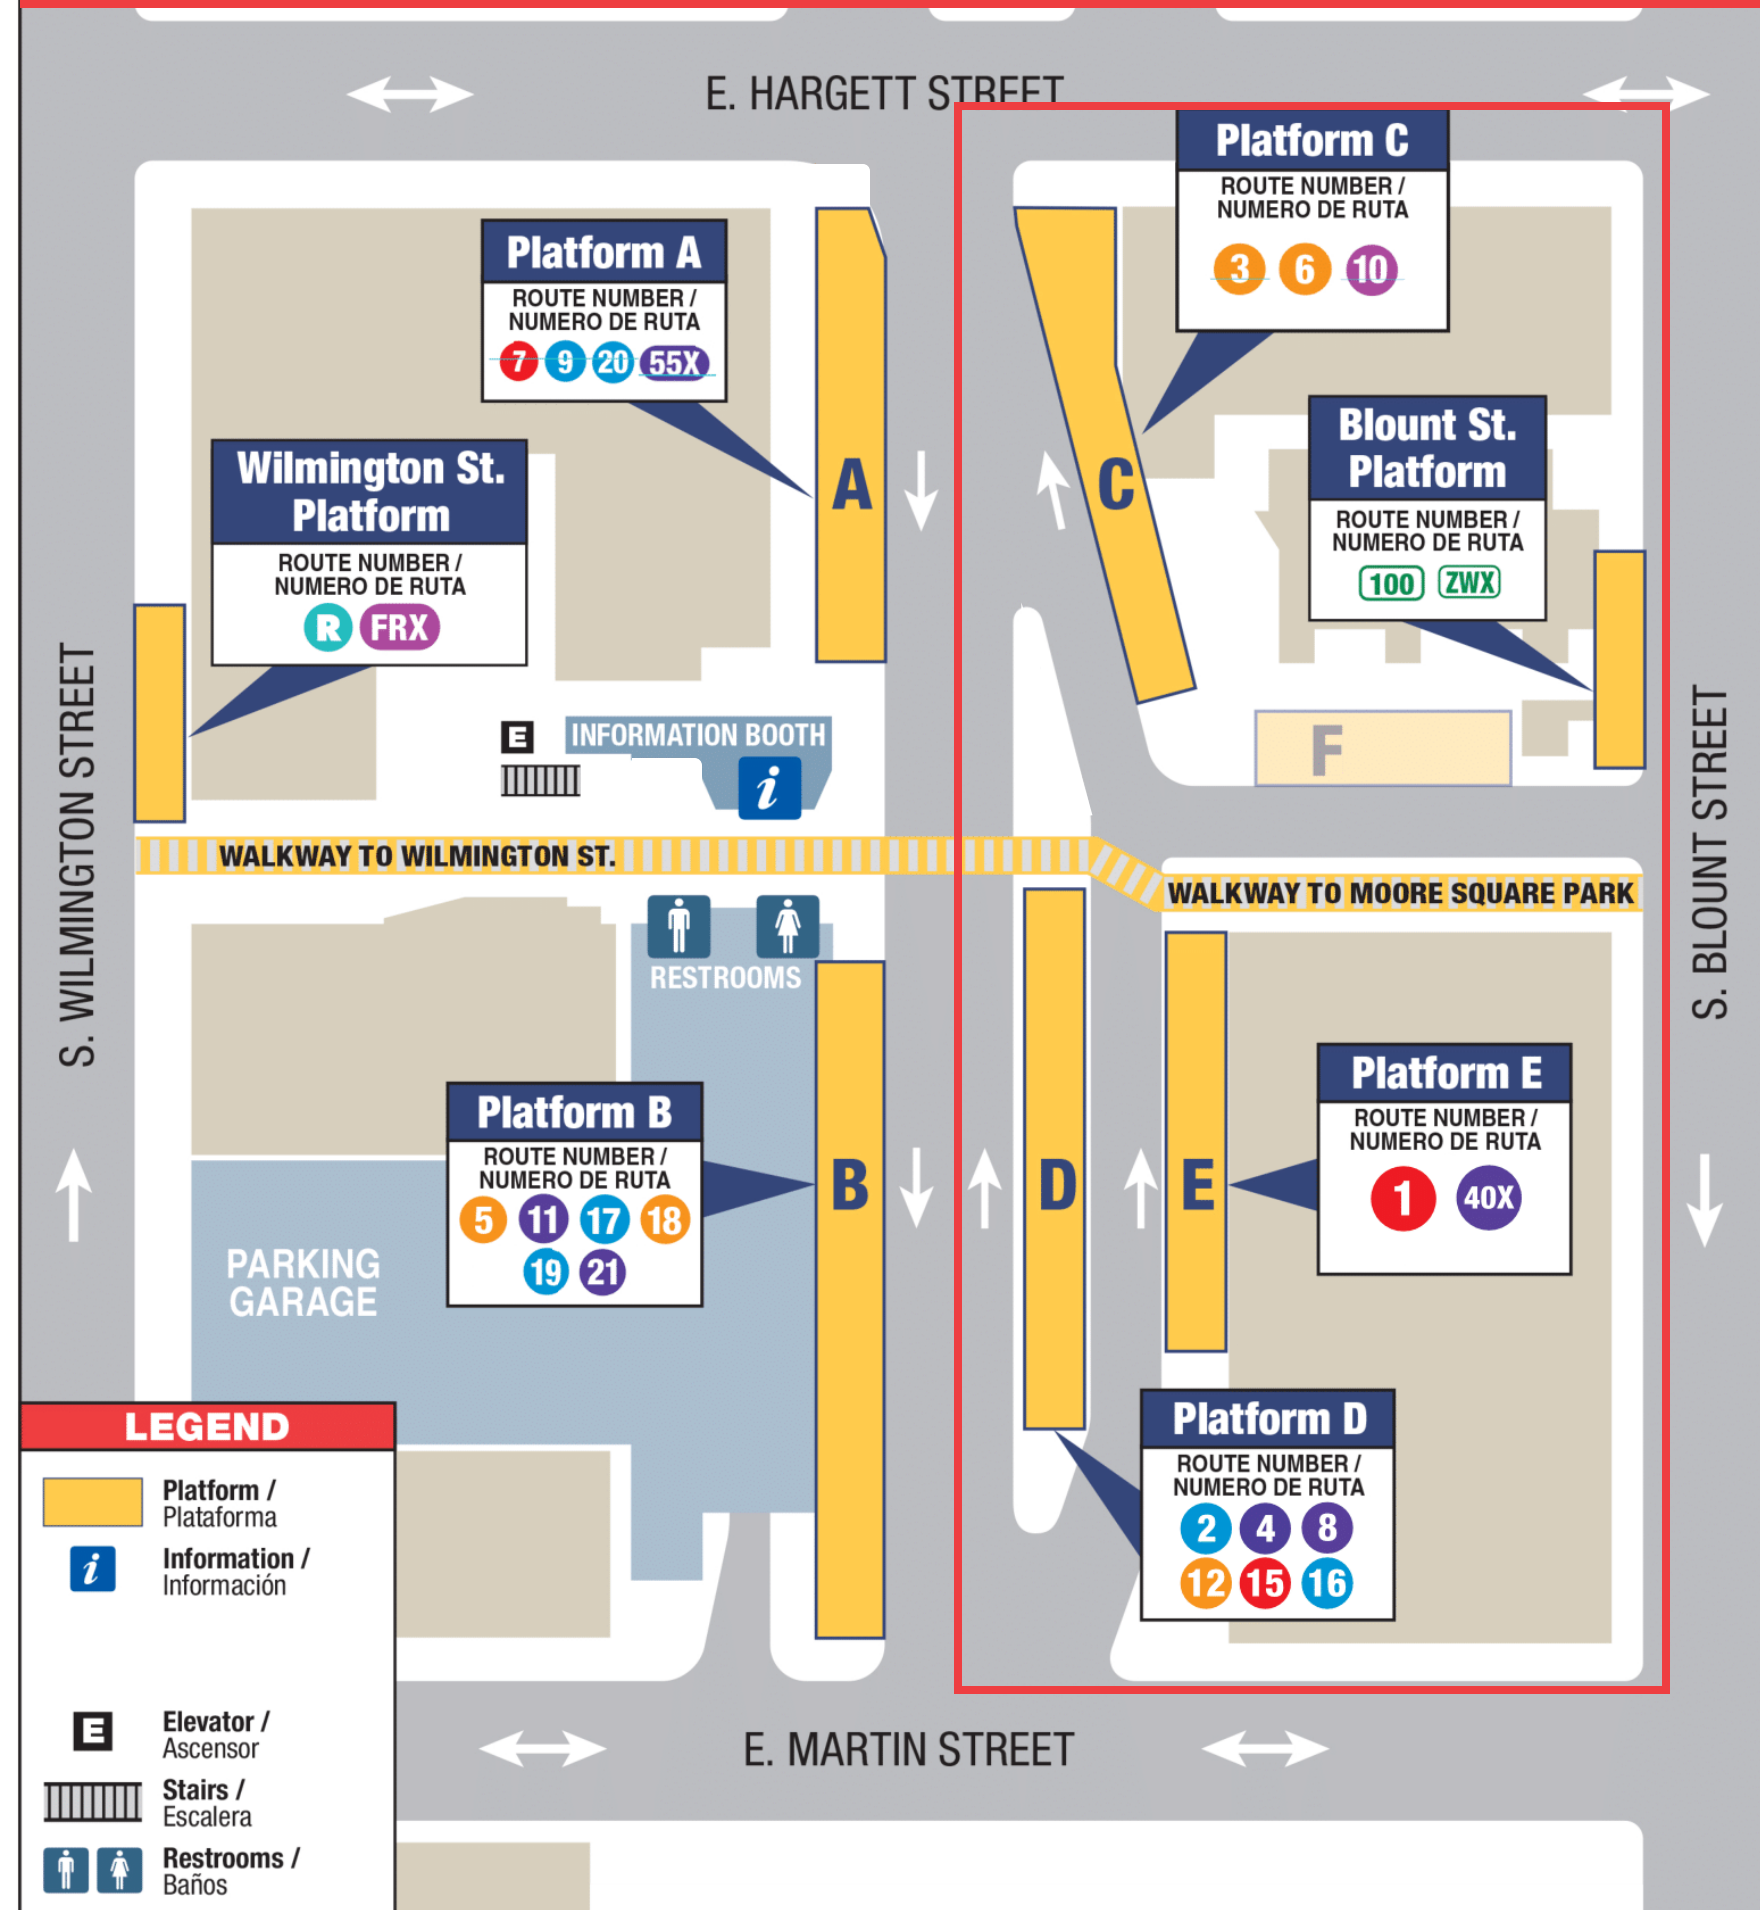 E. HARGETT STREET
Platform C
ROUTE NUMBER /
NUMERO DE RUTA
3 6 10
Platform A
ROUTE NUMBER /
NUMERO DE RUTA
7 9 20 55X
Wilmington St.
Platform
ROUTE NUMBER /
NUMERO DE RUTA
R FRX
A
C
Blount St.
Platform
ROUTE NUMBER /
NUMERO DE RUTA
100 ZWX
S. WILMINGTON STREET
E
INFORMATION BOOTH
i
F
S. BLOUNT STREET
WALKWAY TO WILMINGTON ST.
WALKWAY TO MOORE SQUARE PARK
RESTROOMS
Platform B
ROUTE NUMBER /
NUMERO DE RUTA
5 11 17 18
19 21
B
D
E
Platform E
ROUTE NUMBER /
NUMERO DE RUTA
1 40X
PARKING
GARAGE
Platform D
ROUTE NUMBER /
NUMERO DE RUTA
2 4 8
12 15 16
E. MARTIN STREET
LEGEND
Platform /
Plataforma
i
Information /
Información
E
Elevator /
Ascensor
Stairs /
Escalera
Restrooms /
Baños